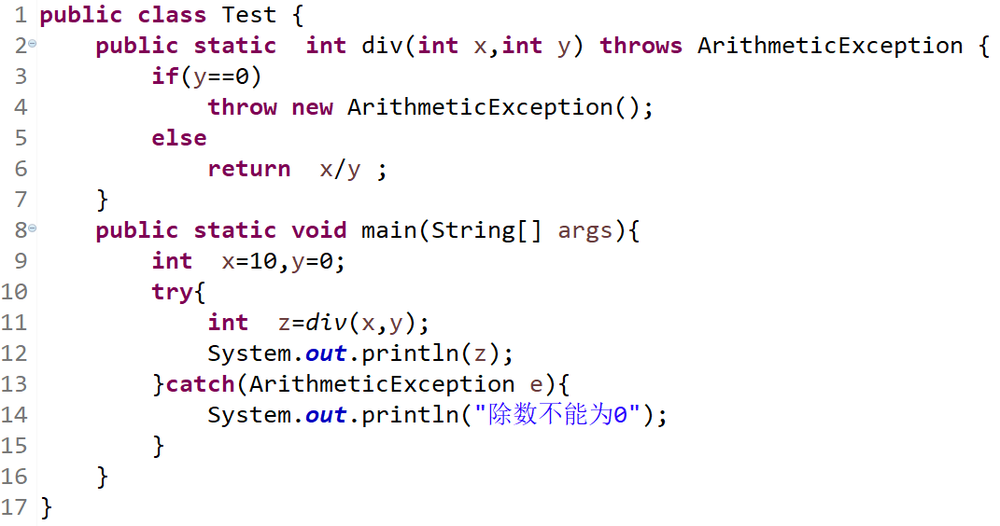 1 public class Test {
2 public static  int div(int x,int y) throws ArithmeticException {
3 if(y==0)
4 throw new ArithmeticException();
5 else
6 return  x/y ;
7 }
8 public static void main(String[] args){
9 int  x=10,y=0;
10 try{
11 int  z=div(x,y);
12 System.out.println(z);
13 }catch(ArithmeticException e){
14 System.out.println("除数不能为0");
15 }
16 }
17 }